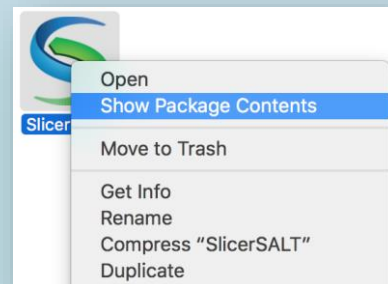 Slicer
Open
Show Package Contents
Move to Trash
Get Info
Rename
Compress “SlicerSALT”
Duplicate